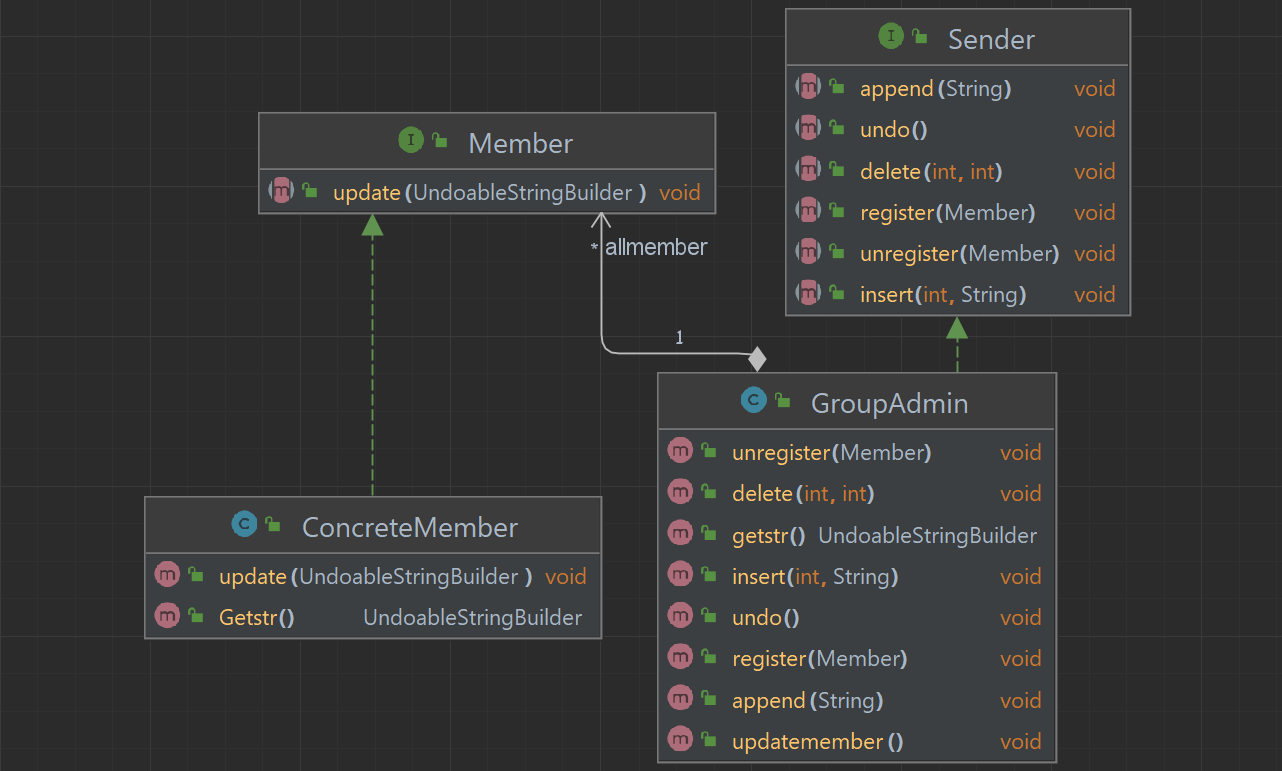 Sender
append(String) void
undo() void
delete(int, int) void
register(Member) void
unregister(Member) void
insert(int, String) void
Member
update(UndoableStringBuilder ) void
* allmember
1
GroupAdmin
unregister(Member) void
delete(int, int) void
getstr() UndoableStringBuilder
insert(int, String) void
undo() void
register(Member) void
append(String) void
updatemember () void
ConcreteMember
update(UndoableStringBuilder ) void
Getstr() UndoableStringBuilder